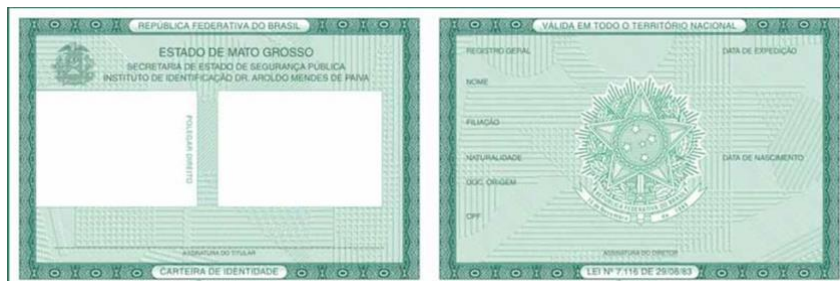 REPÚBLICA FEDERATIVA DO BRASIL
ESTADO DE MATO GROSSO
SECRETARIA DE ESTADO DE SEGURANÇA PÚBLICA
INSTITUTO DE IDENTIFICAÇÃO DR. AROLDO MENDES DE PAIVA
POLEGAR DIREITO
ASSINATURA DO TITULAR
CARTEIRA DE IDENTIDADE
VÁLIDA EM TODO O TERRITÓRIO NACIONAL
REGISTRO GERAL DATA DE EXPEDIÇÃO
NOME
FILIAÇÃO
NATURALIDADE DATA DE NASCIMENTO
DOC. ORIGEM
CPF
ASSINATURA DO DIRETOR
LEI Nº 7.116 DE 29/08/83